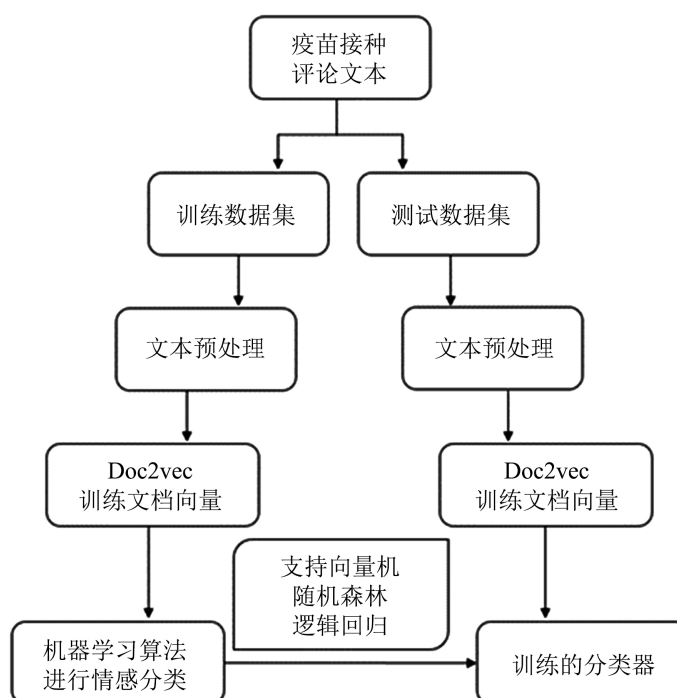 疫苗接种
评论文本
训练数据集
测试数据集
文本预处理
文本预处理
Doc2vec
训练文档向量
Doc2vec
训练文档向量
支持向量机
随机森林
逻辑回归
机器学习算法
进行情感分类
训练的分类器